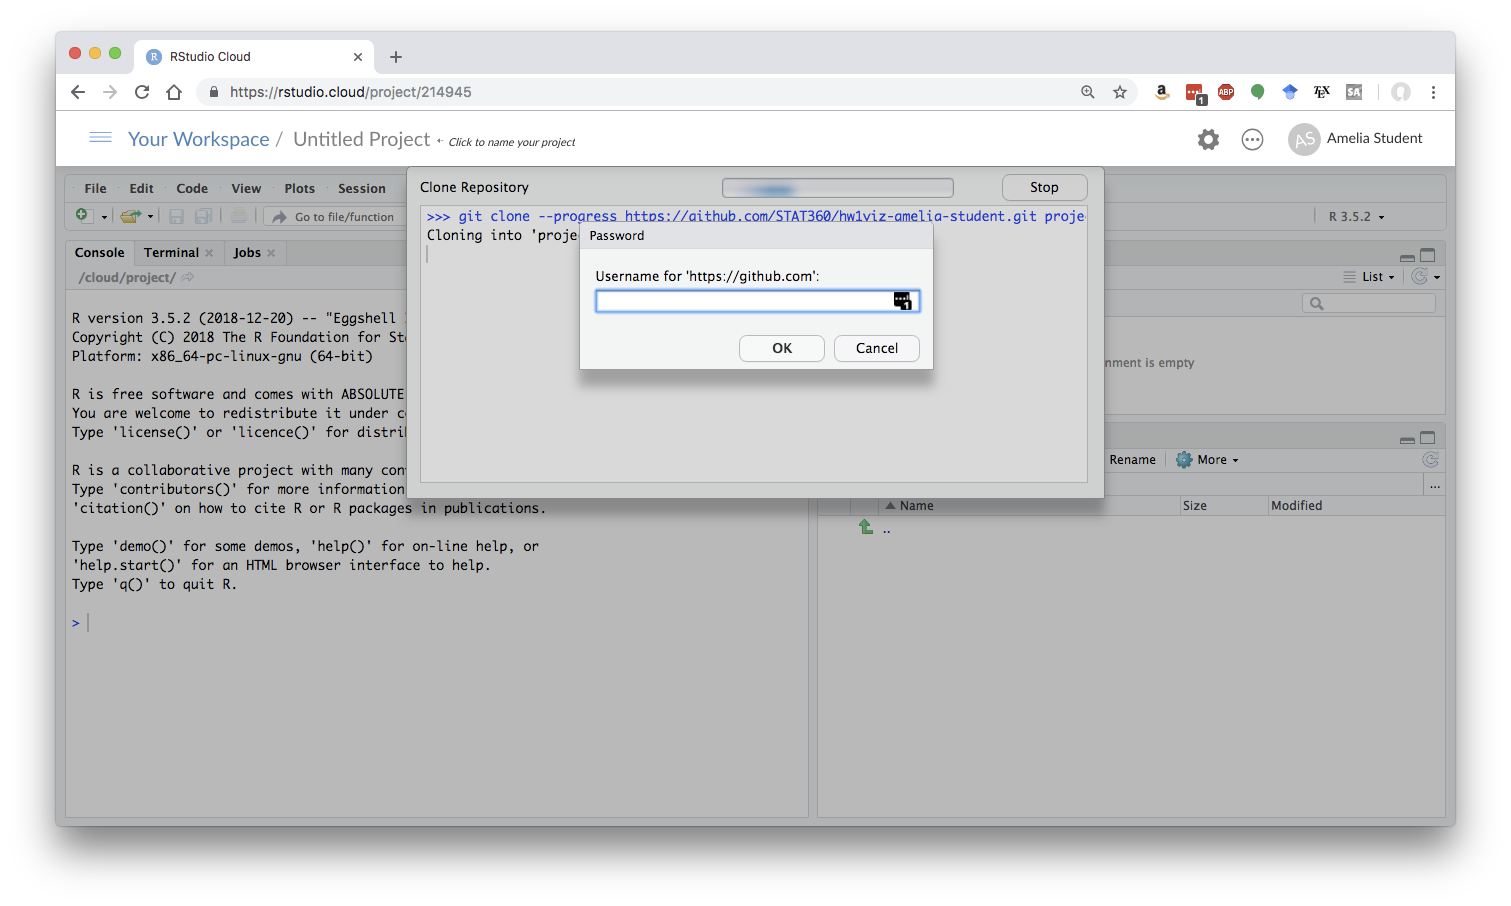 RStudio Cloud
https://rstudio.cloud/project/214945
1
ABP
TEX
SA
Your Workspace / Untitled Project ← Click to name your project
AS Amelia Student
File Edit Code View Plots Session
Go to file/function
R 3.5.2
Clone Repository
Stop
>>> git clone --progress https://github.com/STAT360/hw1viz-amelia-student.git proje
Cloning into 'proje
Password
Username for 'https://github.com':
1
OK Cancel
Console Terminal Jobs
/cloud/project/
R version 3.5.2 (2018-12-20) -- "Eggshell
Copyright (C) 2018 The R Foundation for St
Platform: x86_64-pc-linux-gnu (64-bit)
R is free software and comes with ABSOLUTE
You are welcome to redistribute it under c
Type 'license()' or 'licence()' for distri
R is a collaborative project with many con
Type 'contributors()' for more information
'citation()' on how to cite R or R packages in publications.
Type 'demo()' for some demos, 'help()' for on-line help, or
'help.start()' for an HTML browser interface to help.
Type 'q()' to quit R.
>
List
nment is empty
Rename More
...
Name Size Modified
..